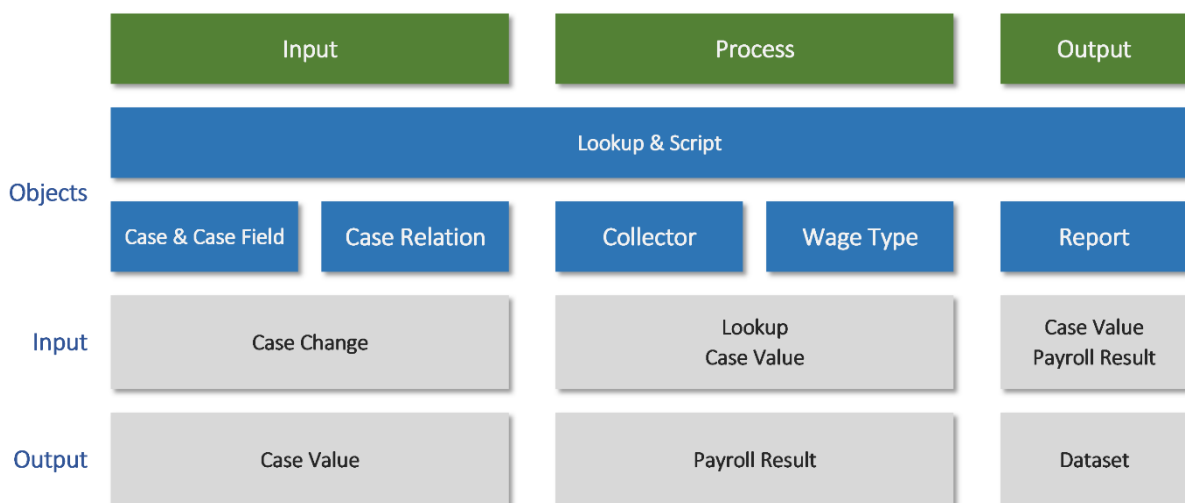 Input
Process
Output
Lookup & Script
Objects
Case & Case Field
Case Relation
Collector
Wage Type
Report
Input
Case Change
Lookup
Case Value
Case Value
Payroll Result
Output
Case Value
Payroll Result
Dataset